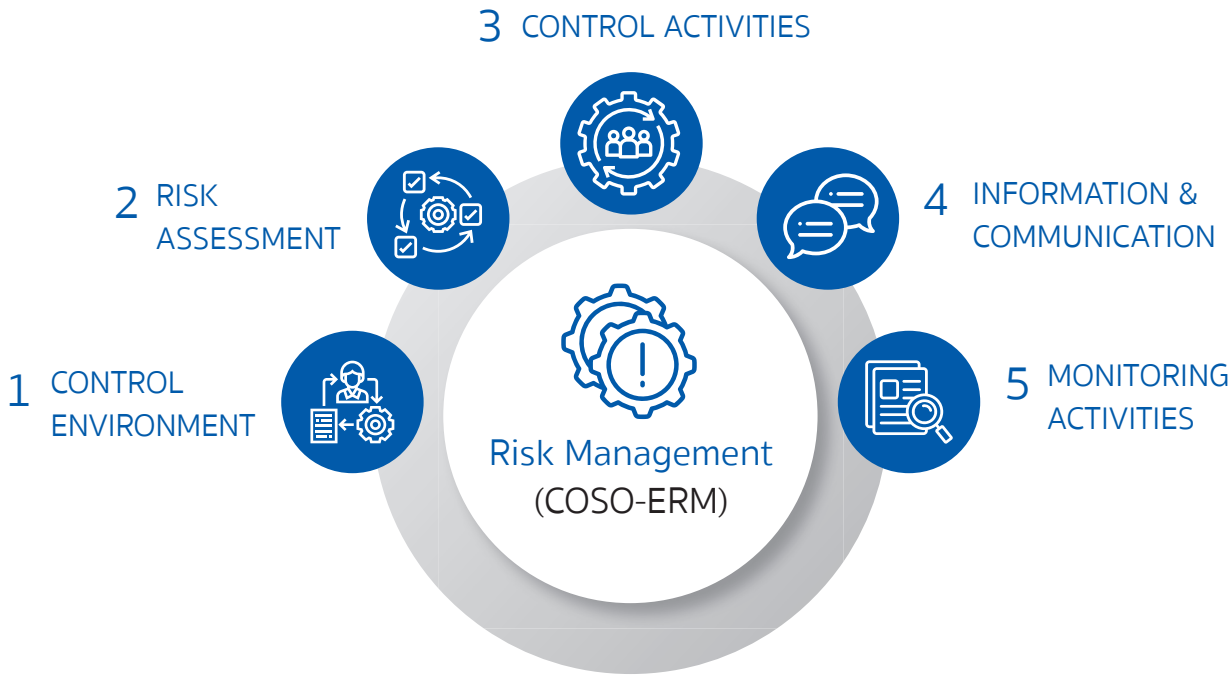 3 CONTROL ACTIVITIES
2 RISK
ASSESSMENT
4 INFORMATION &
COMMUNICATION
1 CONTROL
ENVIRONMENT
5 MONITORING
ACTIVITIES
Risk Management
(COSO-ERM)